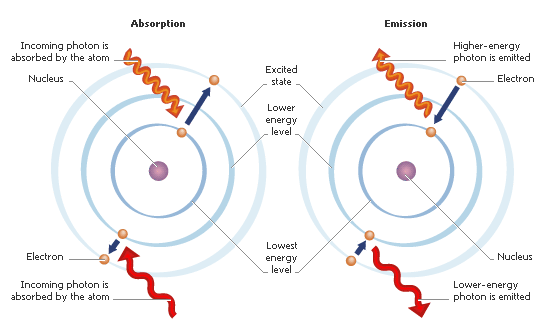 Absorption
Incoming photon is
absorbed by the atom
Nucleus
Electron
Incoming photon is
absorbed by the atom
Excited
state
Lower
energy
level
Lowest
energy
level
Emission
Higher-energy
photon is emitted
Electron
Nucleus
Lower-energy
photon is emitted